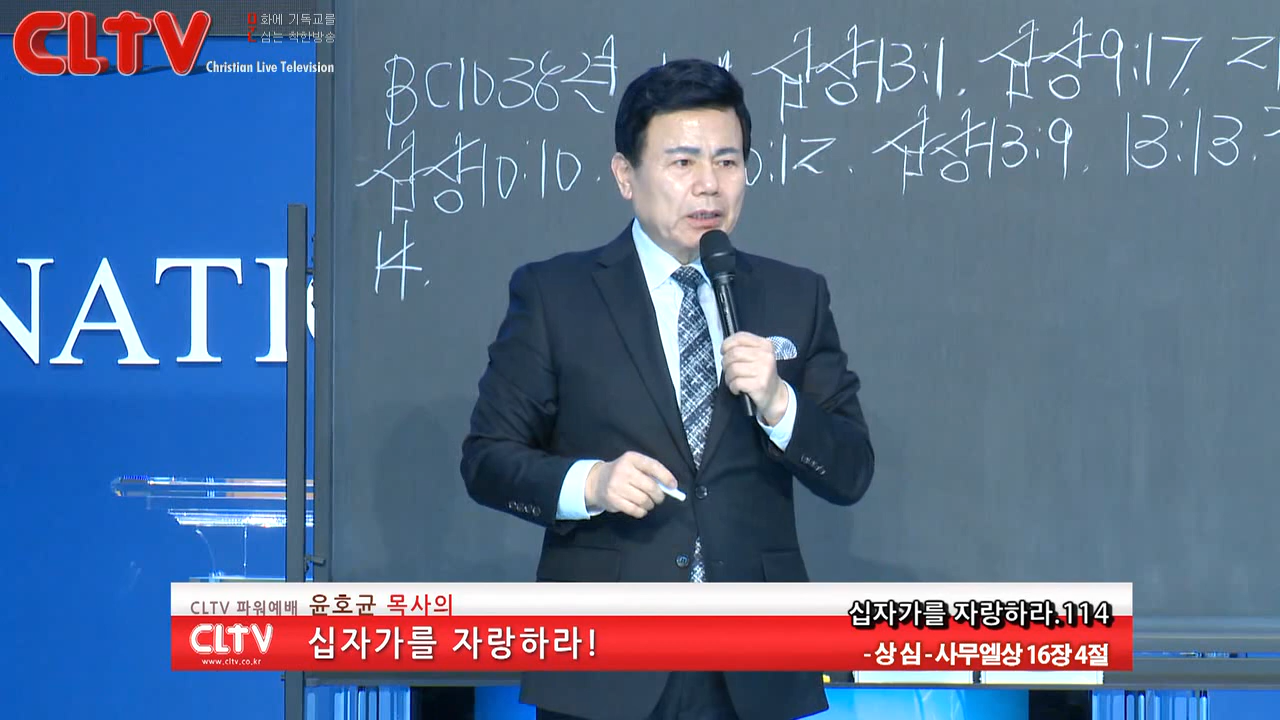 CLTV
문화에 기독교를
심는 착한방송
Christian Live Television
BC1036년 삼상13:1. 삼상9:17.
삼상10:10. 0:12. 삼상13:9. 13:13.
14.
NATI
CLTV 파워예배 윤호균 목사의
십자가를 자랑하라.114
CLTV
www.cltv.co.kr
십자가를 자랑하라!
- 상 심 - 사무엘상 16장 4절